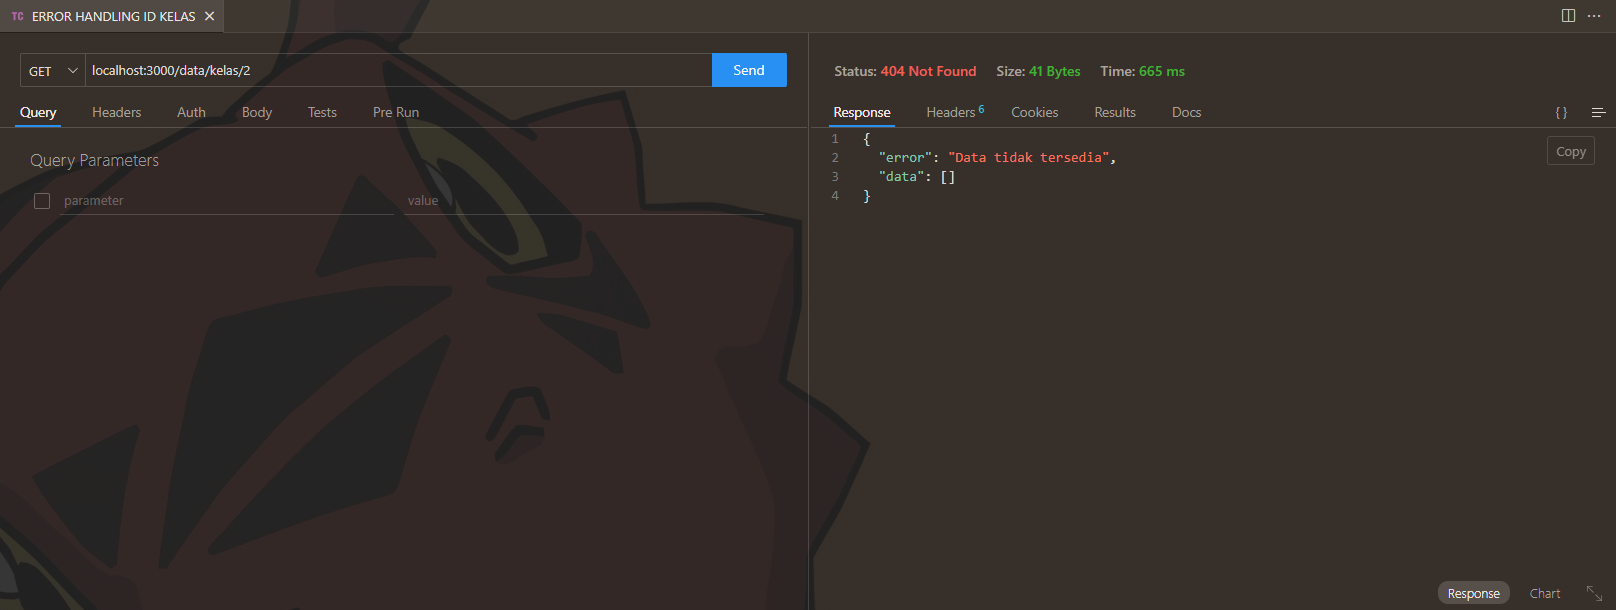 TC ERROR HANDLING ID KELAS
GET localhost:3000/data/kelas/2 Send
Query Headers Auth Body Tests Pre Run
Query Parameters
parameter value
Status: 404 Not Found Size: 41 Bytes Time: 665 ms
Response Headers 6 Cookies Results Docs {}
Copy
1 {
2 "error": "Data tidak tersedia",
3 "data": []
4 }
Response Chart